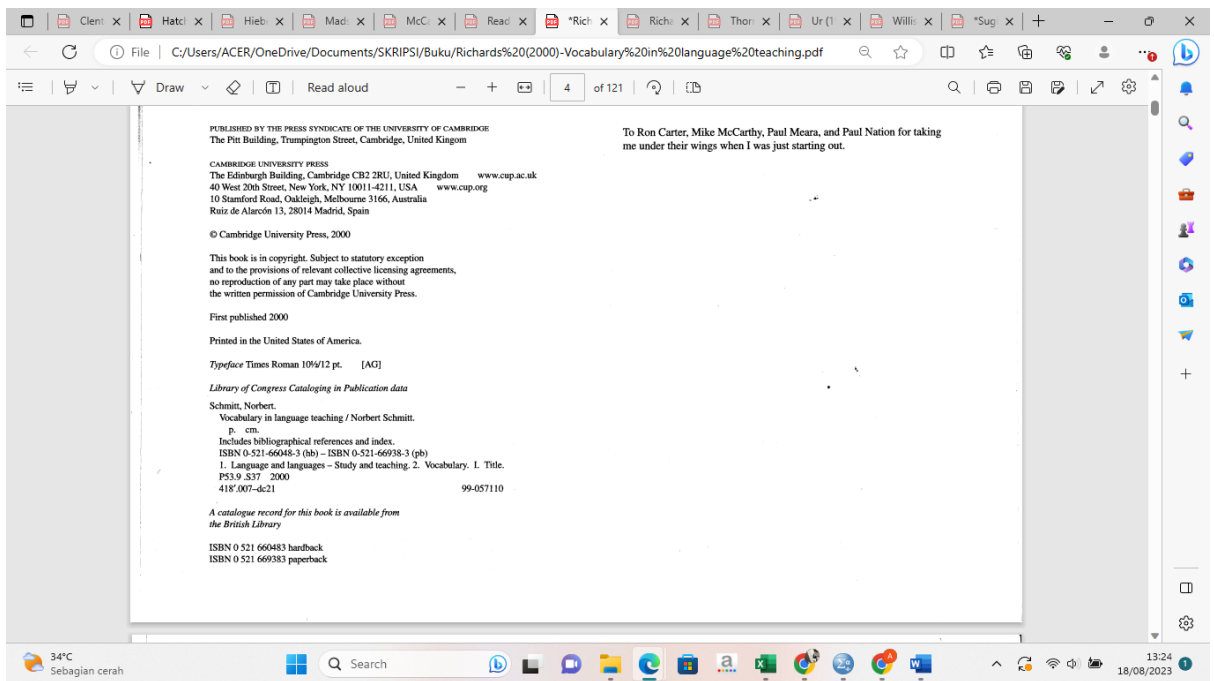 Clent
Hatcl
Hiebe
Mads
McCa
Read
*Rich
Richa
Thorn
Ur (1
Willis
*Sug
File
C:/Users/ACER/OneDrive/Documents/SKRIPSI/Buku/Richards%20(2000)-Vocabulary%20in%20language%20teaching.pdf
Draw
Read aloud
4
of 121
PUBLISHED BY THE PRESS SYNDICATE OF THE UNIVERSITY OF CAMBRIDGE
The Pitt Building, Trumpington Street, Cambridge, United Kingom
CAMBRIDGE UNIVERSITY PRESS
The Edinburgh Building, Cambridge CB2 2RU, United Kingdom www.cup.ac.uk
40 West 20th Street, New York, NY 10011-4211, USA www.cup.org
10 Stamford Road, Oakleigh, Melbourne 3166, Australia
Ruiz de Alarcón 13, 28014 Madrid, Spain
© Cambridge University Press, 2000
This book is in copyright. Subject to statutory exception
and to the provisions of relevant collective licensing agreements,
no reproduction of any part may take place without
the written permission of Cambridge University Press.
First published 2000
Printed in the United States of America.
Typeface Times Roman 10½/12 pt. [AG]
Library of Congress Cataloging in Publication data
Schmitt, Norbert.
Vocabulary in language teaching / Norbert Schmitt.
p. cm.
Includes bibliographical references and index.
ISBN 0-521-66048-3 (hb) – ISBN 0-521-66938-3 (pb)
1. Language and languages – Study and teaching. 2. Vocabulary. I. Title.
P53.9 .S37 2000
418′.007–dc21 99-057110
A catalogue record for this book is available from
the British Library
ISBN 0 521 660483 hardback
ISBN 0 521 669383 paperback
To Ron Carter, Mike McCarthy, Paul Meara, and Paul Nation for taking
me under their wings when I was just starting out.
34°C
Sebagian cerah
Search
13:24
18/08/2023
1